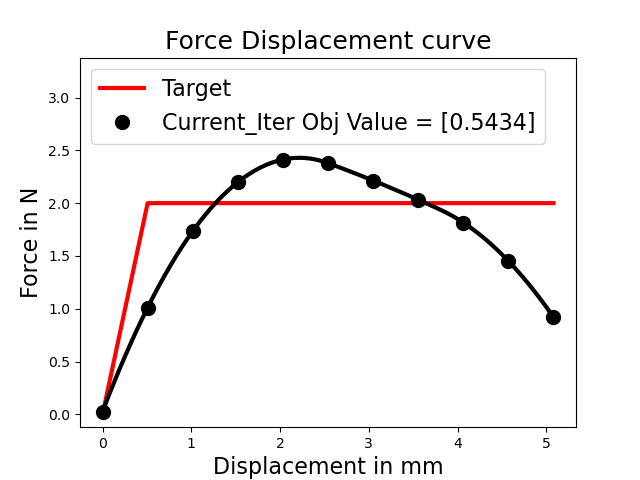 Force Displacement curve
Target
Current_Iter Obj Value = [0.5434]
Force in N
3.0
2.5
2.0
1.5
1.0
0.5
0.0
0 1 2 3 4 5
Displacement in mm